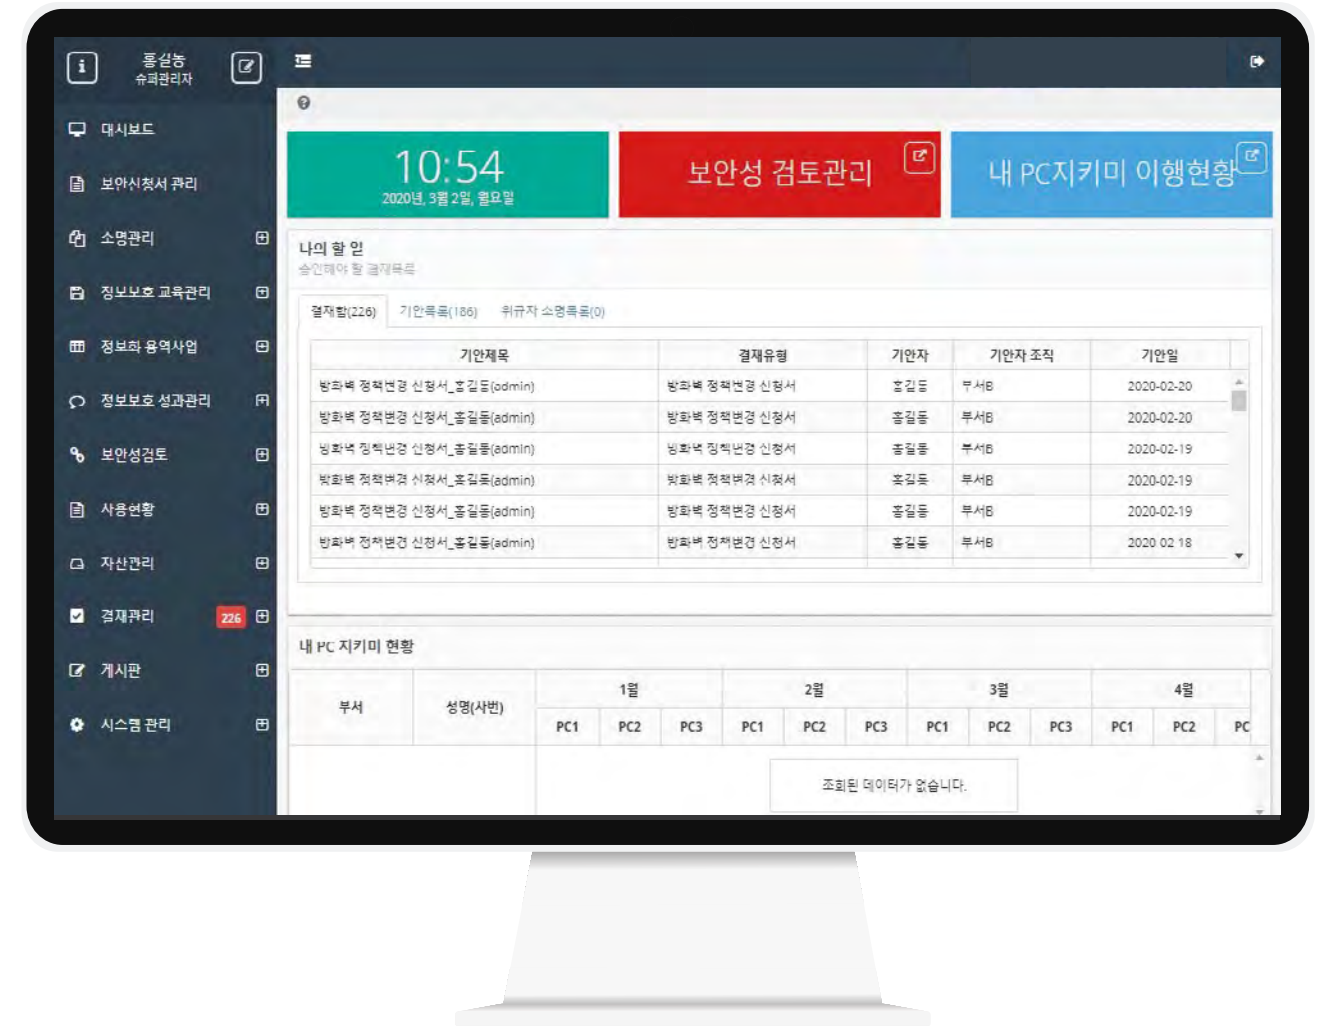 홍길동
슈퍼관리자
대시보드
보안신청서 관리
소명관리
정보보호 교육관리
정보화 용역사업
정보보호 성과관리
보안성검토
사용현황
자산관리
결재관리 226
게시판
시스템 관리
10:54
2020년, 3월 2일, 월요일
보안성 검토관리
내 PC지키미 이행현황
나의 할 일
승인해야 할 결재목록
결재함(226) 기안목록(186) 위규자 소명목록(0)
기안제목 결재유형 기안자 기안자 조직 기안일
방화벽 정책변경 신청서_홍길동(admin) 방화벽 정책변경 신청서 홍길동 부서B 2020-02-20
방화벽 정책변경 신청서_홍길동(admin) 방화벽 정책변경 신청서 홍길동 부서B 2020-02-20
방화벽 정책변경 신청서_홍길동(admin) 방화벽 정책변경 신청서 홍길동 부서B 2020-02-19
방화벽 정책변경 신청서_홍길동(admin) 방화벽 정책변경 신청서 홍길동 부서B 2020-02-19
방화벽 정책변경 신청서_홍길동(admin) 방화벽 정책변경 신청서 홍길동 부서B 2020-02-19
방화벽 정책변경 신청서_홍길동(admin) 방화벽 정책변경 신청서 홍길동 부서B 2020-02-18
내 PC 지키미 현황
부서 성명(사번) 1월 2월 3월 4월
PC1 PC2 PC3 PC1 PC2 PC3 PC1 PC2 PC3 PC1 PC2 PC
조회된 데이터가 없습니다.